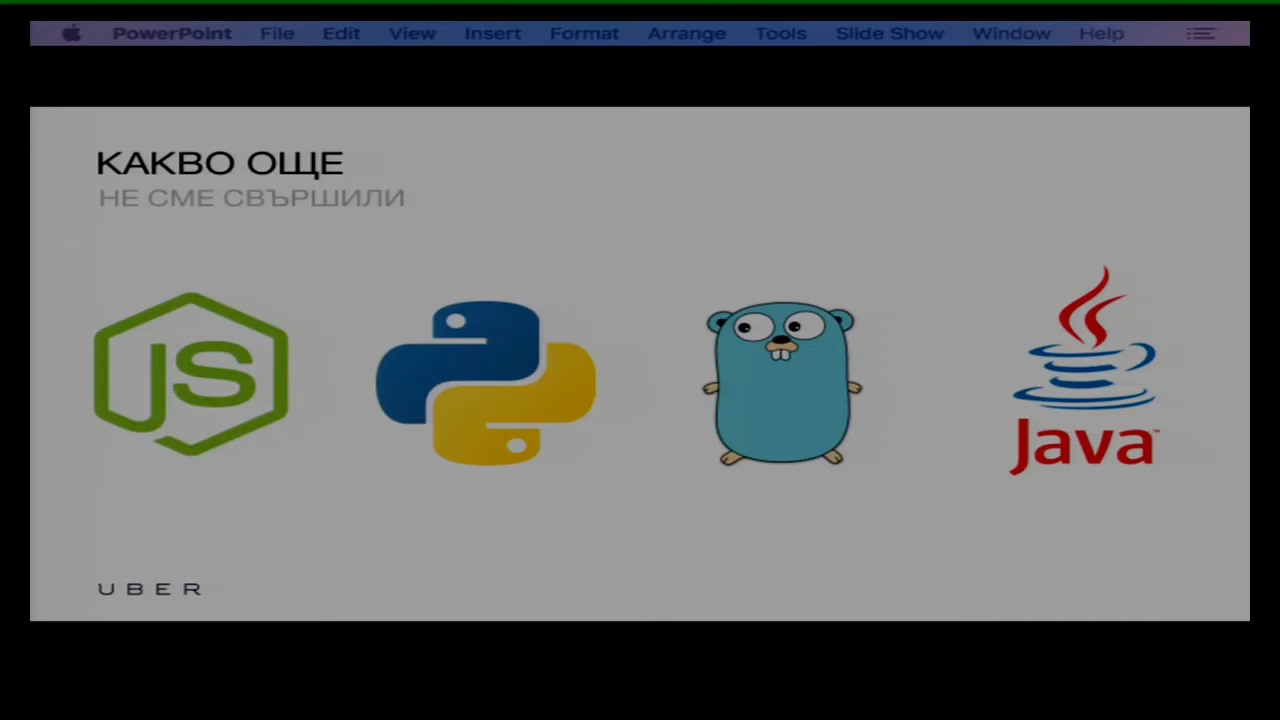 PowerPoint File Edit View Insert Format Arrange Tools Slide Show Window Help
КАКВО ОЩЕ
НЕ СМЕ СВЪРШИЛИ
JS
Java™
UBER